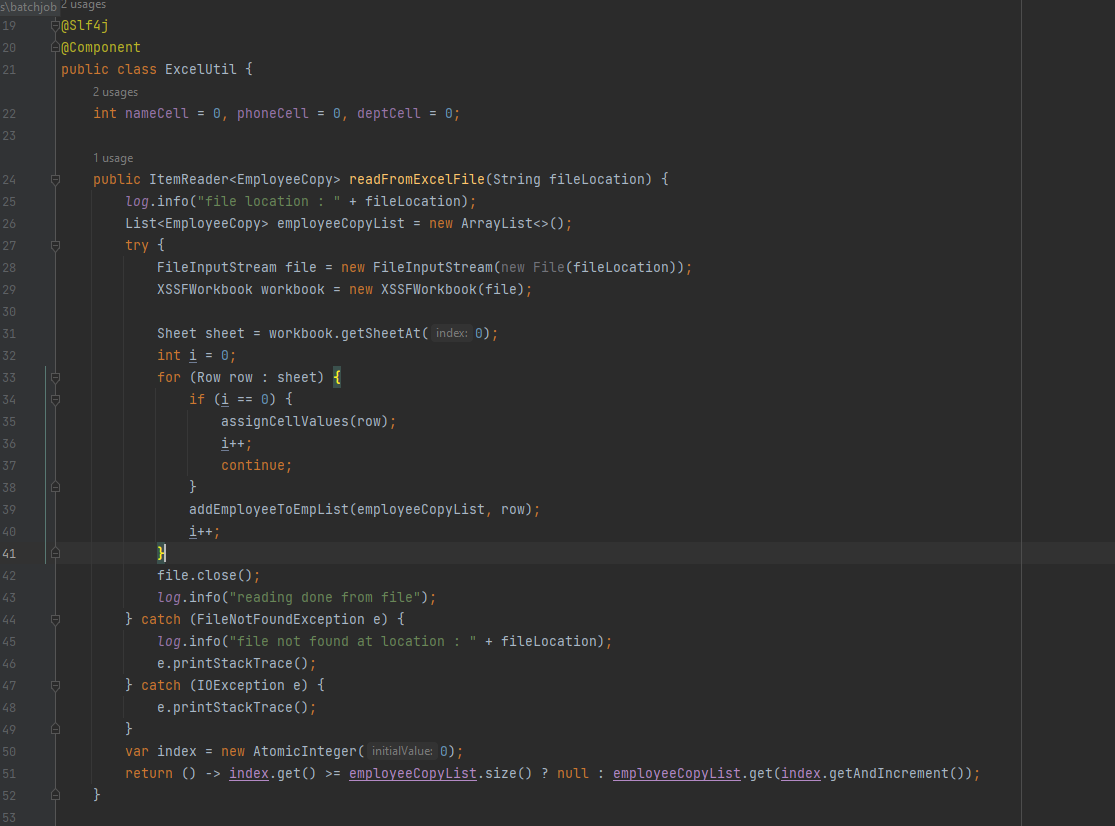 s\batchjob 2 usages
19 @Slf4j
20 @Component
21 public class ExcelUtil {
2 usages
22 int nameCell = 0, phoneCell = 0, deptCell = 0;
23
1 usage
24 public ItemReader<EmployeeCopy> readFromExcelFile(String fileLocation) {
25 log.info("file location : " + fileLocation);
26 List<EmployeeCopy> employeeCopyList = new ArrayList<>();
27 try {
28 FileInputStream file = new FileInputStream(new File(fileLocation));
29 XSSFWorkbook workbook = new XSSFWorkbook(file);
30
31 Sheet sheet = workbook.getSheetAt( index: 0);
32 int i = 0;
33 for (Row row : sheet) {
34 if (i == 0) {
35 assignCellValues(row);
36 i++;
37 continue;
38 }
39 addEmployeeToEmpList(employeeCopyList, row);
40 i++;
41 }
42 file.close();
43 log.info("reading done from file");
44 } catch (FileNotFoundException e) {
45 log.info("file not found at location : " + fileLocation);
46 e.printStackTrace();
47 } catch (IOException e) {
48 e.printStackTrace();
49 }
50 var index = new AtomicInteger( initialValue: 0);
51 return () -> index.get() >= employeeCopyList.size() ? null : employeeCopyList.get(index.getAndIncrement());
52 }
53